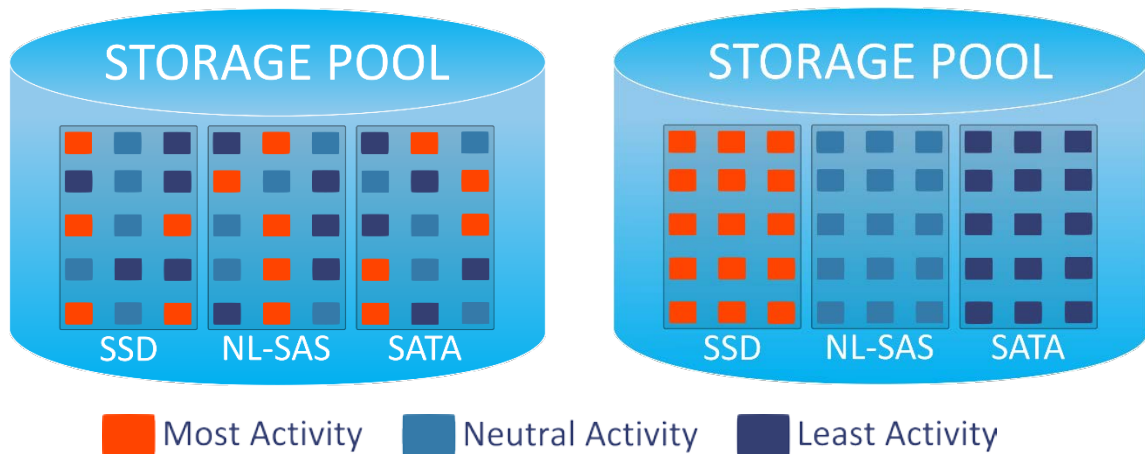 STORAGE POOL
SSD NL-SAS SATA
STORAGE POOL
SSD NL-SAS SATA
Most Activity Neutral Activity Least Activity